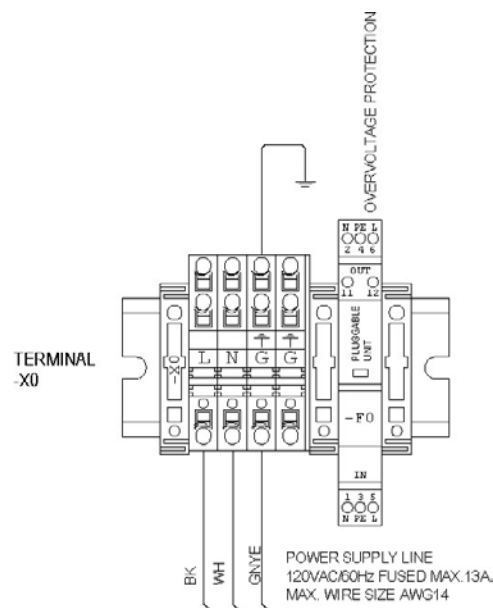 OVERVOLTAGE PROTECTION
N PE L
2 4 6
OUT
11 12
PLUGGABLE
UNIT
-F0
IN
1 3 5
N PE L
TERMINAL
-X0
-X0
L N G G
BK
WH
GNYE
POWER SUPPLY LINE
120VAC/60Hz FUSED MAX.13A.
MAX. WIRE SIZE AWG14